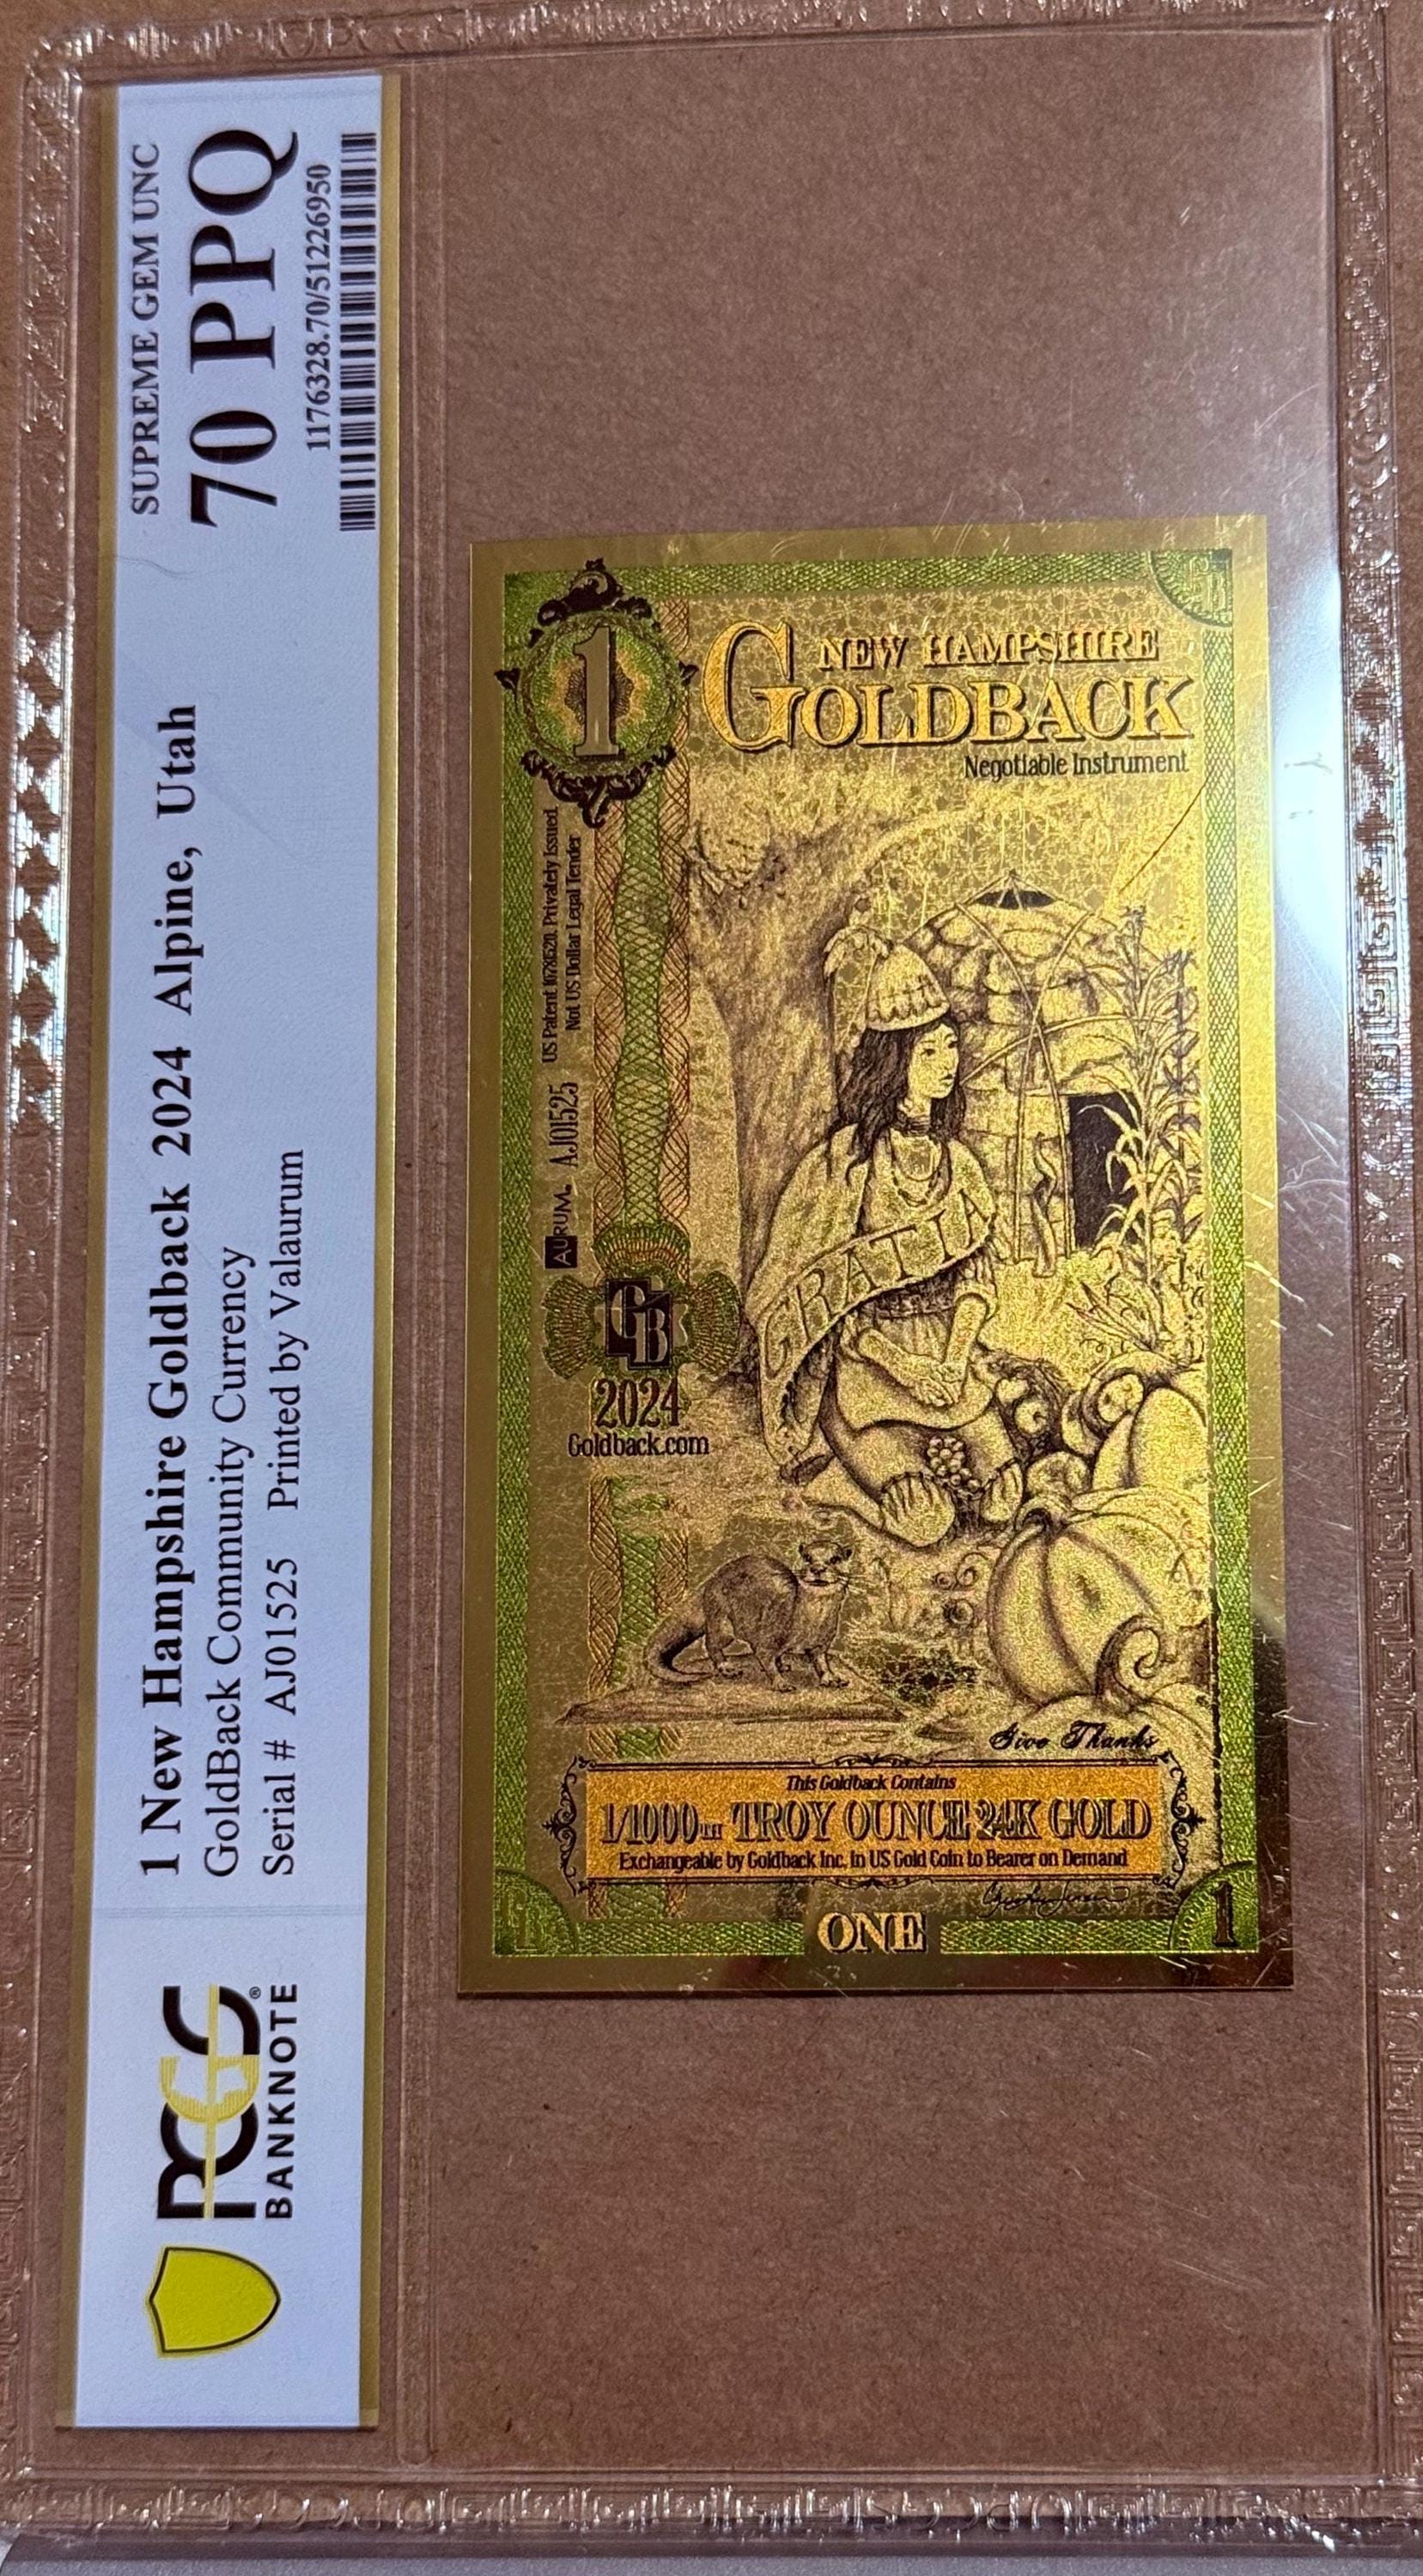 SUPREME GEM UNC
70 PPQ
1176328.70/51226950
1 New Hampshire Goldback 2024 Alpine, Utah
GoldBack Community Currency
Serial # AJ01525 Printed by Valaurum
PCGS
BANKNOTE®
1
NEW HAMPSHIRE
GOLDBACK
Negotiable Instrument
US Patent 10780520. Privately Issued.
Not US Dollar Legal Tender
AURUM. AJ01525
GRATIA
GB
2024
Goldback.com
Give Thanks
This Goldback Contains
1/1000TH TROY OUNCE 24K GOLD
Exchangeable by Goldback Inc. in US Gold Coin to Bearer on Demand
ONE
1
GB
GB